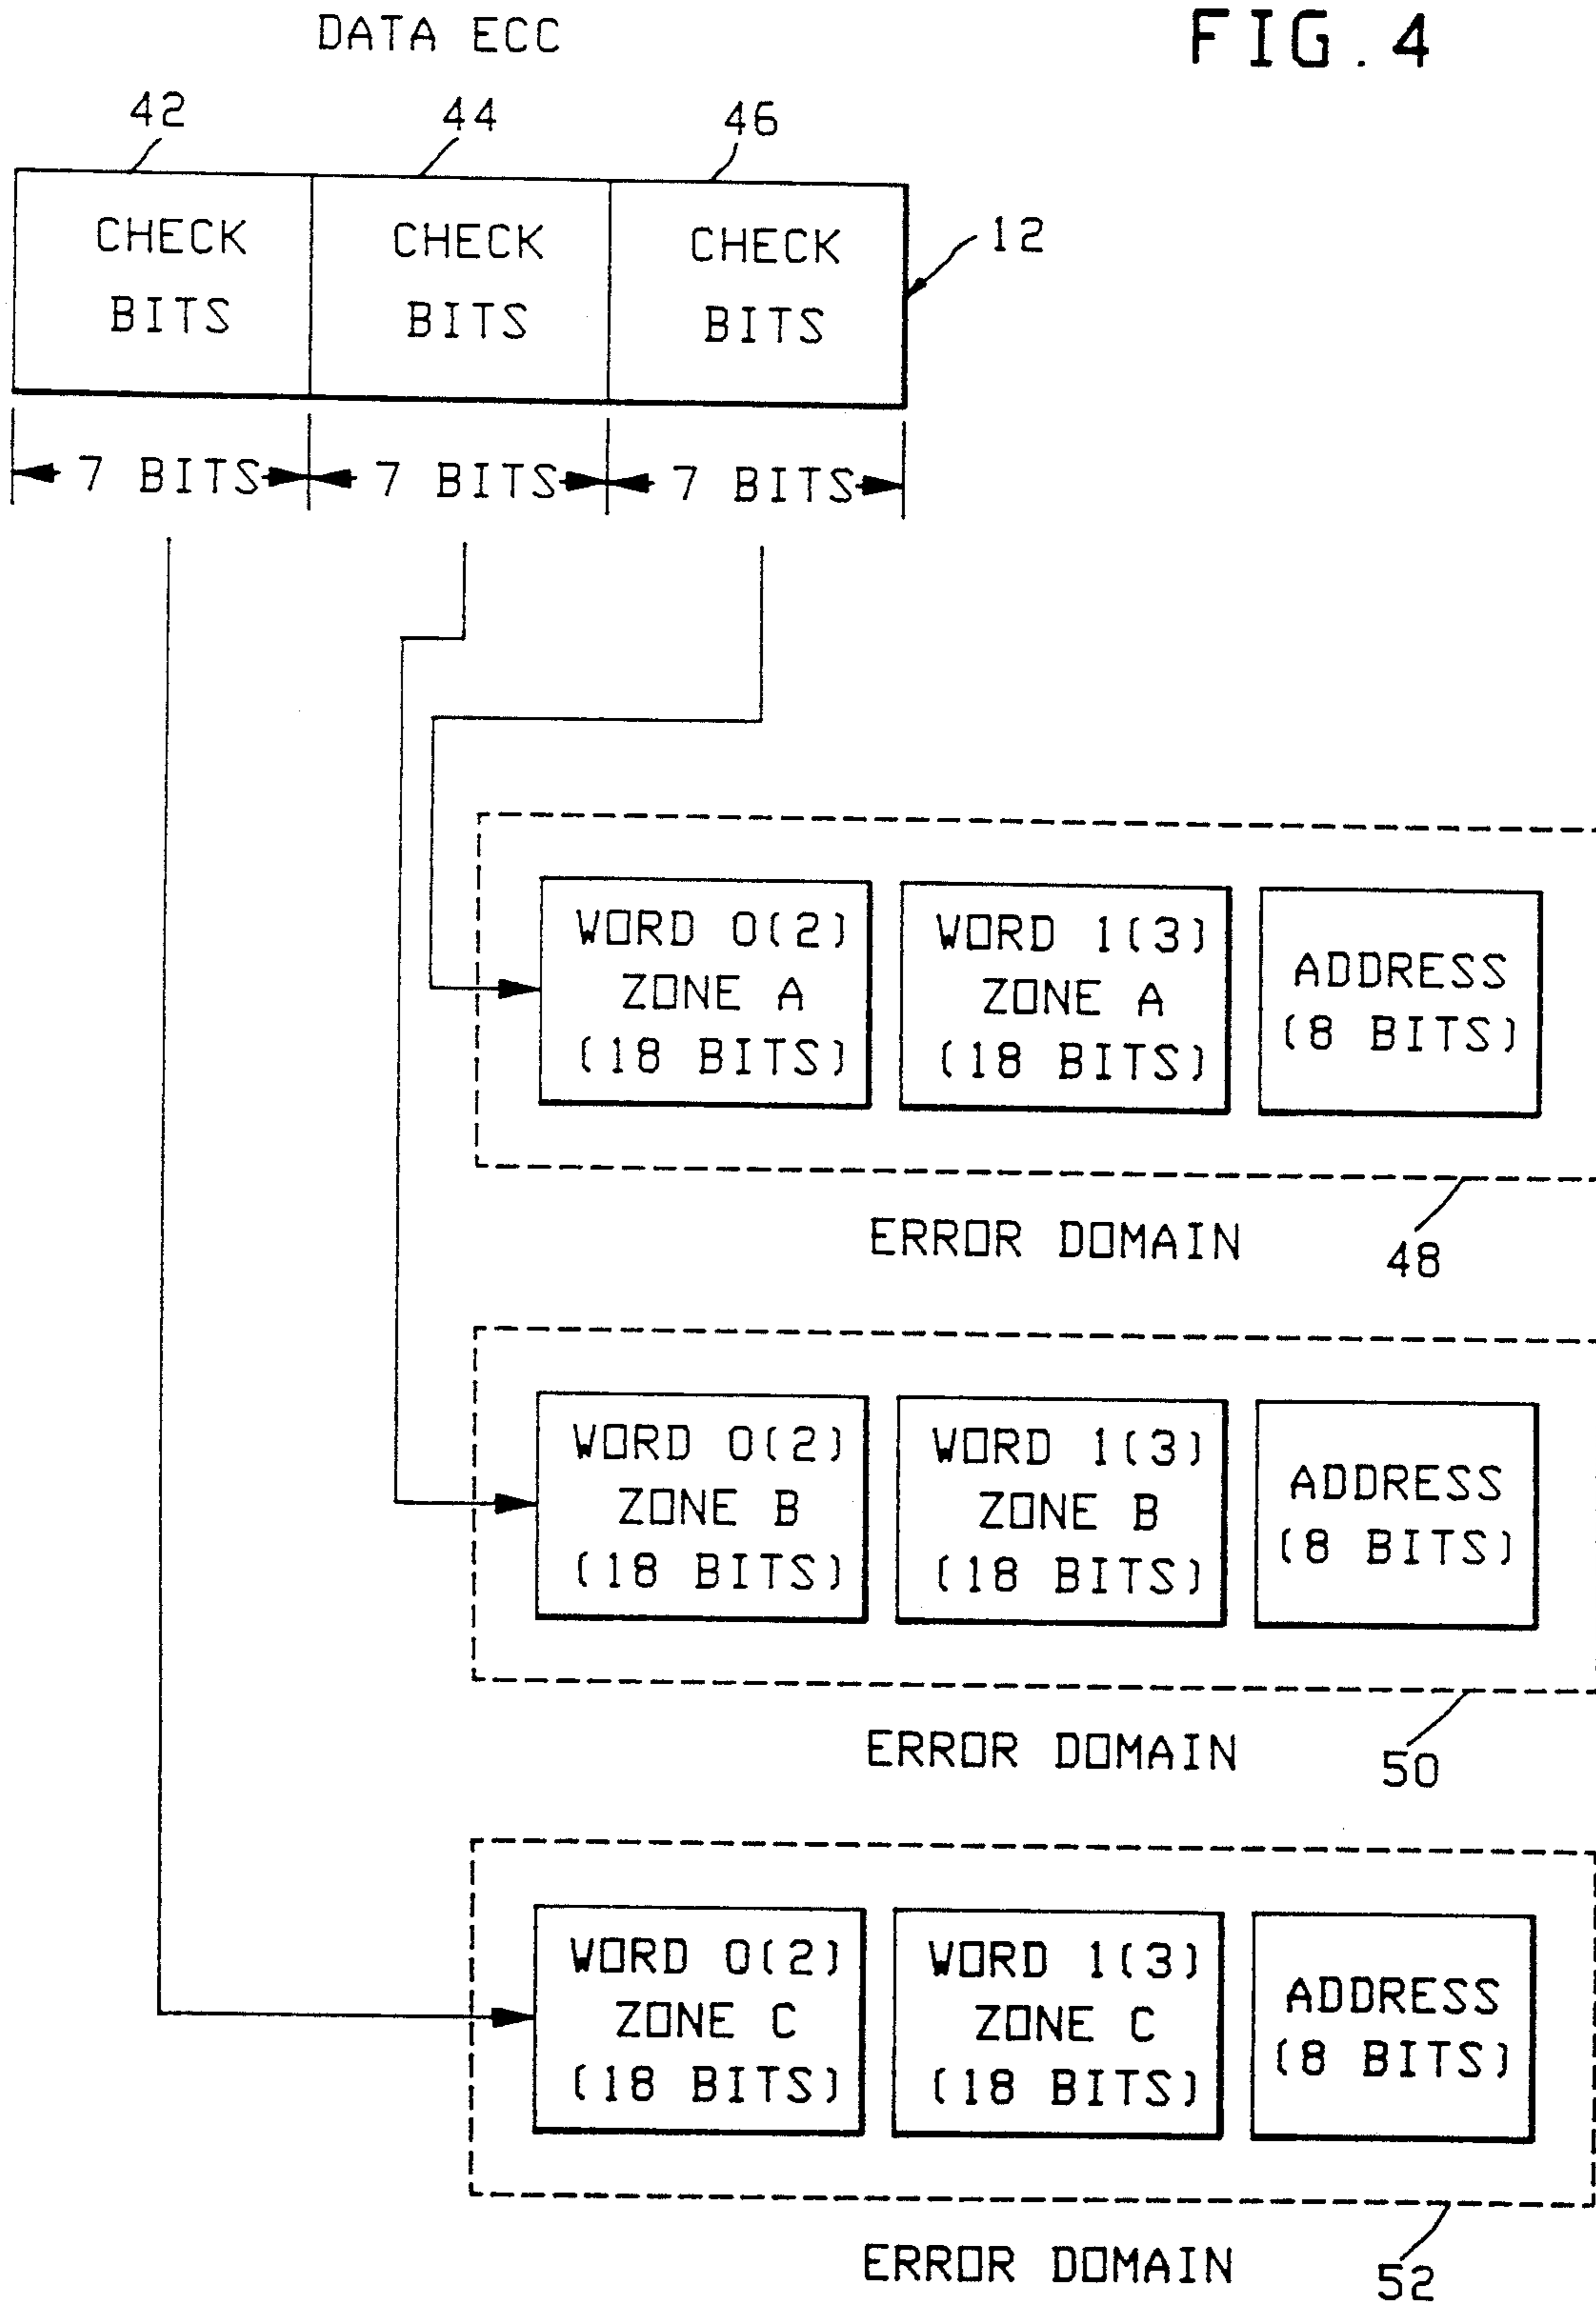 DATA ECC
FIG. 4
42
44
46
CHECK
BITS
CHECK
BITS
CHECK
BITS
12
7 BITS
7 BITS
7 BITS
WORD 0(2)
ZONE A
(18 BITS)
WORD 1(3)
ZONE A
(18 BITS)
ADDRESS
(8 BITS)
ERROR DOMAIN
48
WORD 0(2)
ZONE B
(18 BITS)
WORD 1(3)
ZONE B
(18 BITS)
ADDRESS
(8 BITS)
ERROR DOMAIN
50
WORD 0(2)
ZONE C
(18 BITS)
WORD 1(3)
ZONE C
(18 BITS)
ADDRESS
(8 BITS)
ERROR DOMAIN
52